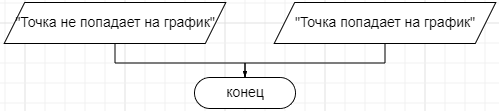 "Точка не попадает на график"
"Точка попадает на график"
конец